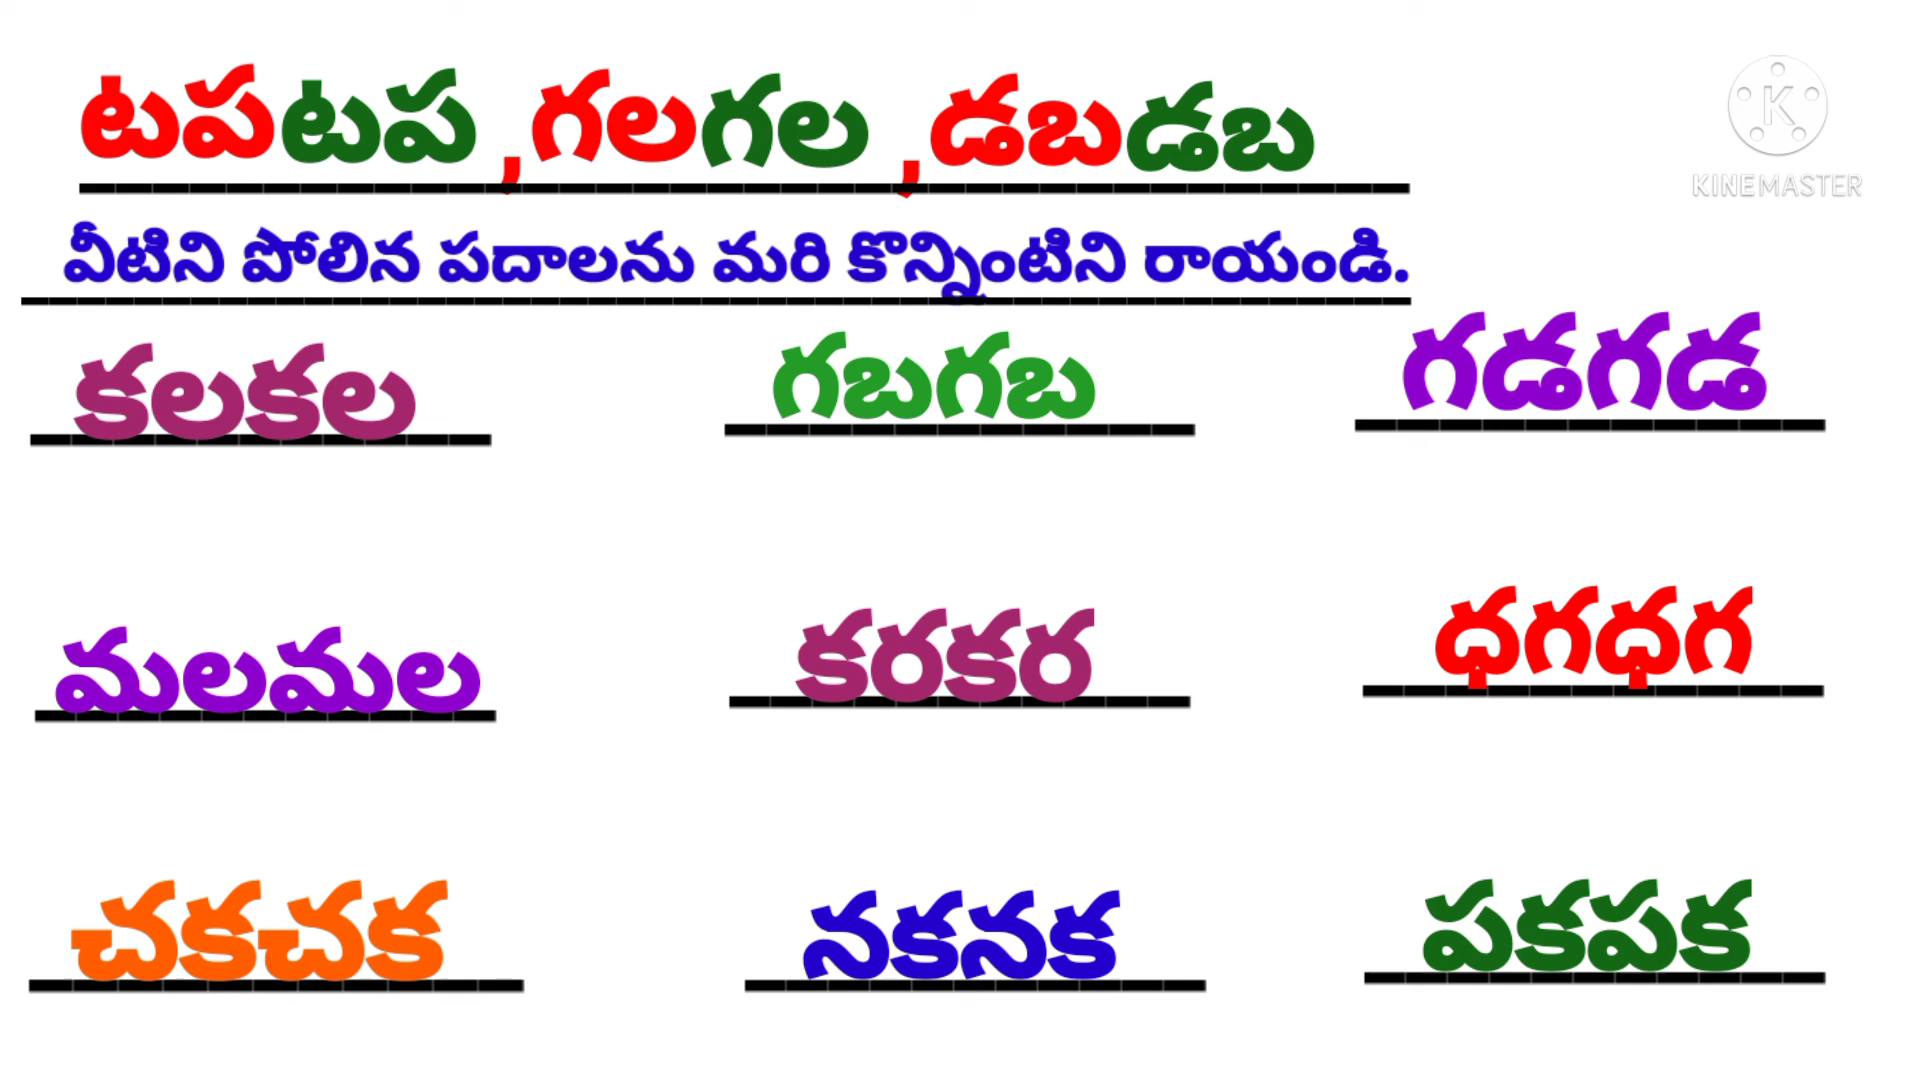 టపటప ,గలగల ,డబడబ
KINEMASTER
వీటిని పోలిన పదాలను మరి కొన్నింటిని రాయండి.
కలకల గబగబ గడగడ
మలమల కరకర ధగధగ
చకచక నకనక పకపక